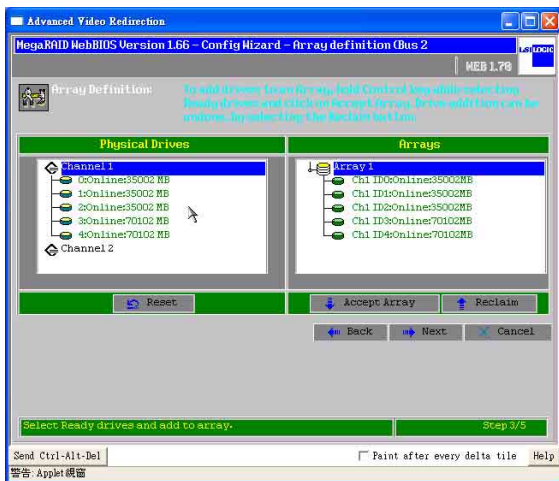 Advanced Video Redirection
MegaRAID WebBIOS Version 1.66 - Config Wizard - Array definition (Bus 2
LSI LOGIC
WEB 1.78
Array Definition:
To add drives to an Array, hold Control key while selecting
Ready drives and click on Accept Array. Drive addition can be
undone, by selecting the Reclaim button.
Physical Drives
Channel 1
0:Online:35002 MB
1:Online:35002 MB
2:Online:35002 MB
3:Online:70102 MB
4:Online:70102 MB
Channel 2
Arrays
Array 1
Ch1 ID0:Online:35002MB
Ch1 ID1:Online:35002MB
Ch1 ID2:Online:35002MB
Ch1 ID3:Online:70102MB
Ch1 ID4:Online:70102MB
Reset
Accept Array
Reclaim
Back
Next
Cancel
Select Ready drives and add to array.
Step 3/5
Send Ctrl-Alt-Del
Paint after every delta tile
Help
警告: Applet 視窗